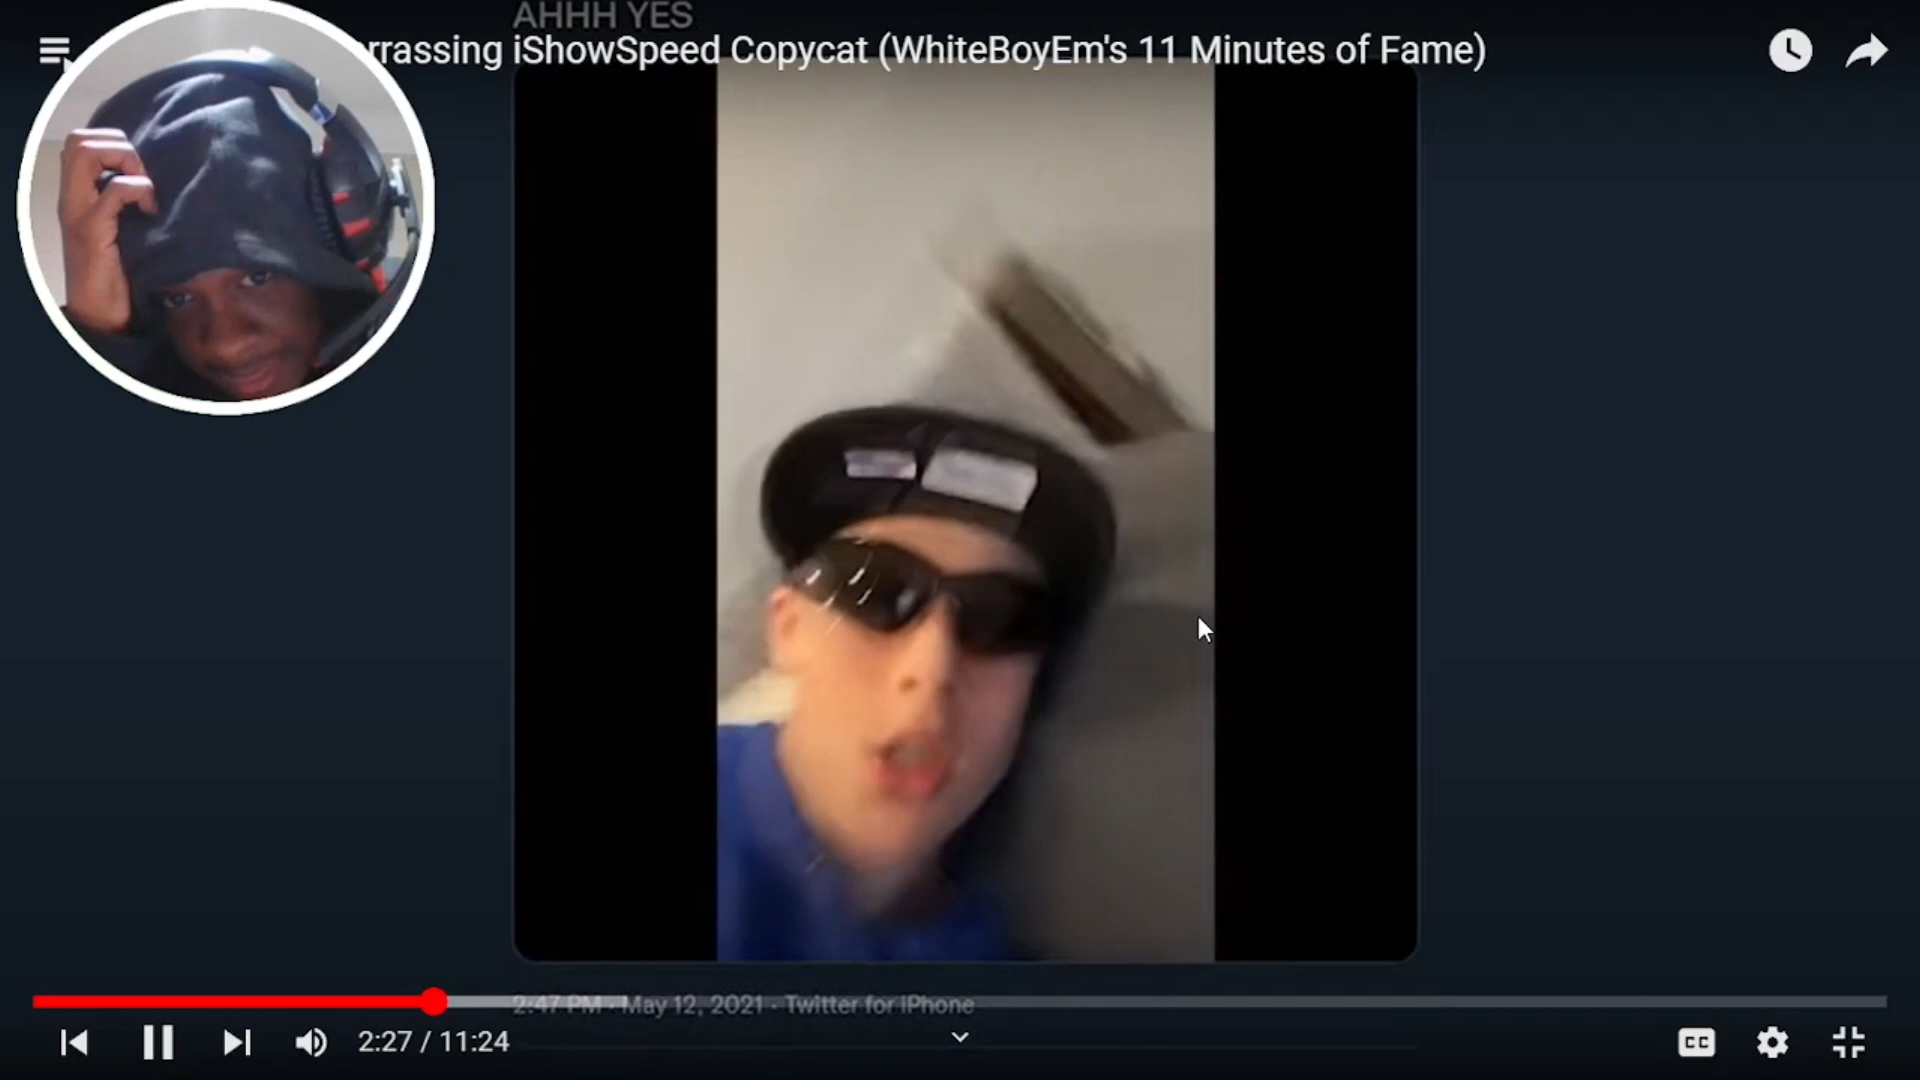 AHHH YES
rrassing iShowSpeed Copycat (WhiteBoyEm's 11 Minutes of Fame)
2:47 PM · May 12, 2021 · Twitter for iPhone
2:27 / 11:24
CC